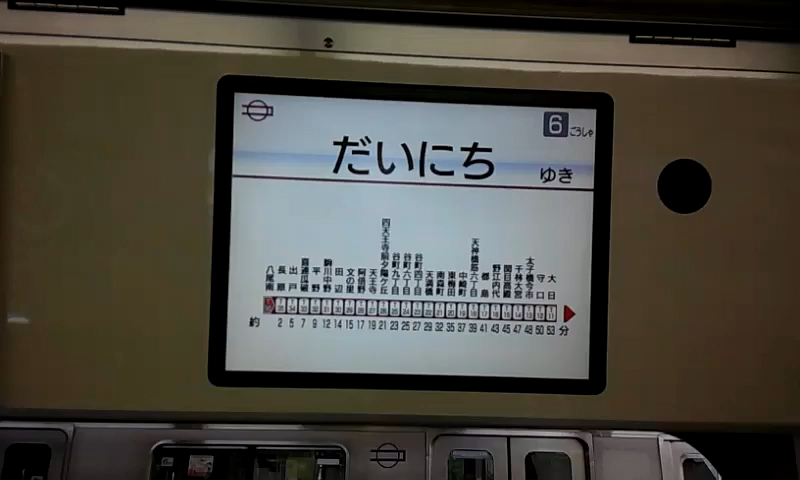 6 ごうしゃ
だいにち ゆき
八尾南 長原 出戸 喜連瓜破 平野 駒川中野 田辺 文の里 阿倍野 天王寺 四天王寺前夕陽ケ丘 谷町九丁目 谷町六丁目 谷町四丁目 天満橋 南森町 東梅田 中崎町 天神橋筋六丁目 都島 野江内代 関目高殿 千林大宮 太子橋今市 守口 大日
約 2 5 7 9 12 14 15 17 19 21 23 25 27 29 32 35 37 39 41 43 45 47 48 50 53 分